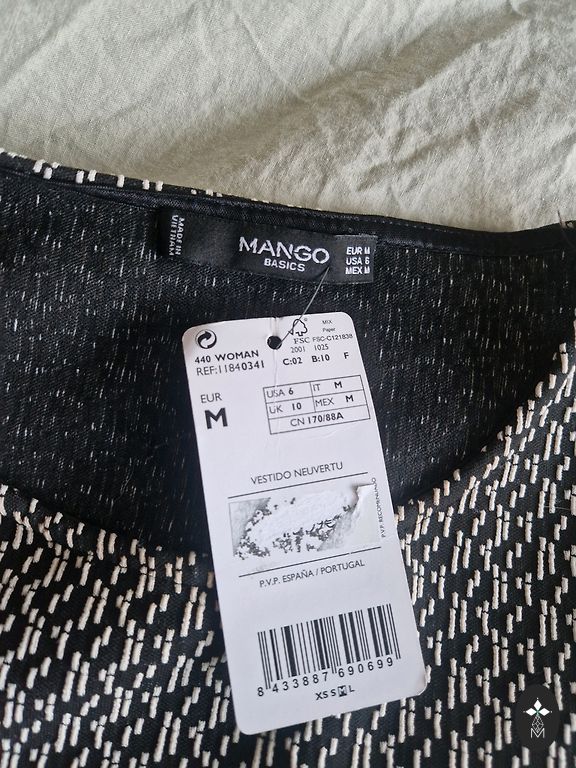 MADE IN
VIETNAM
MANGO
BASICS
EUR M
USA 6
MEX M
MIX
Paper
FSC FSC-C121838
440 WOMAN
2001 1025
REF:11840341 C:02 B:10 F
EUR
M
USA 6 IT M
UK 10 MEX M
CN 170/88A
VESTIDO NEUVERTU
P.V.P. RECOMENDADO
P.V.P. ESPAÑA / PORTUGAL
8 433887 690699
XS S M L
M